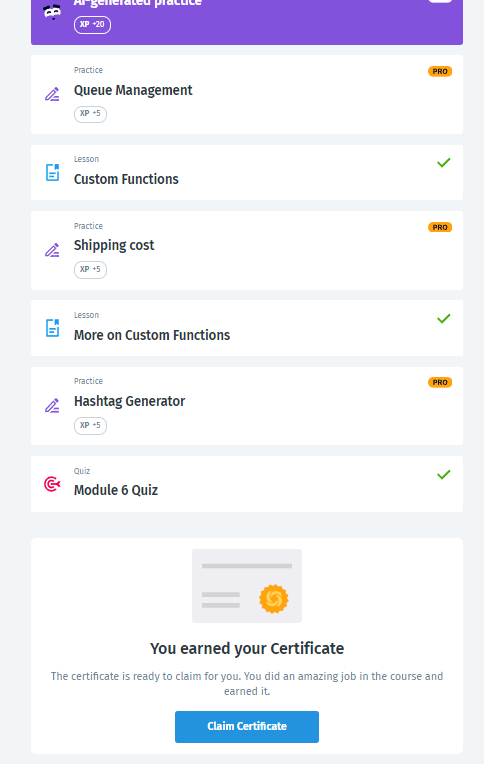 AI-generated practice
XP +20
Practice
PRO
Queue Management
XP +5
Lesson
Custom Functions
Practice
PRO
Shipping cost
XP +5
Lesson
More on Custom Functions
Practice
PRO
Hashtag Generator
XP +5
Quiz
Module 6 Quiz
You earned your Certificate
The certificate is ready to claim for you. You did an amazing job in the course and
earned it.
Claim Certificate